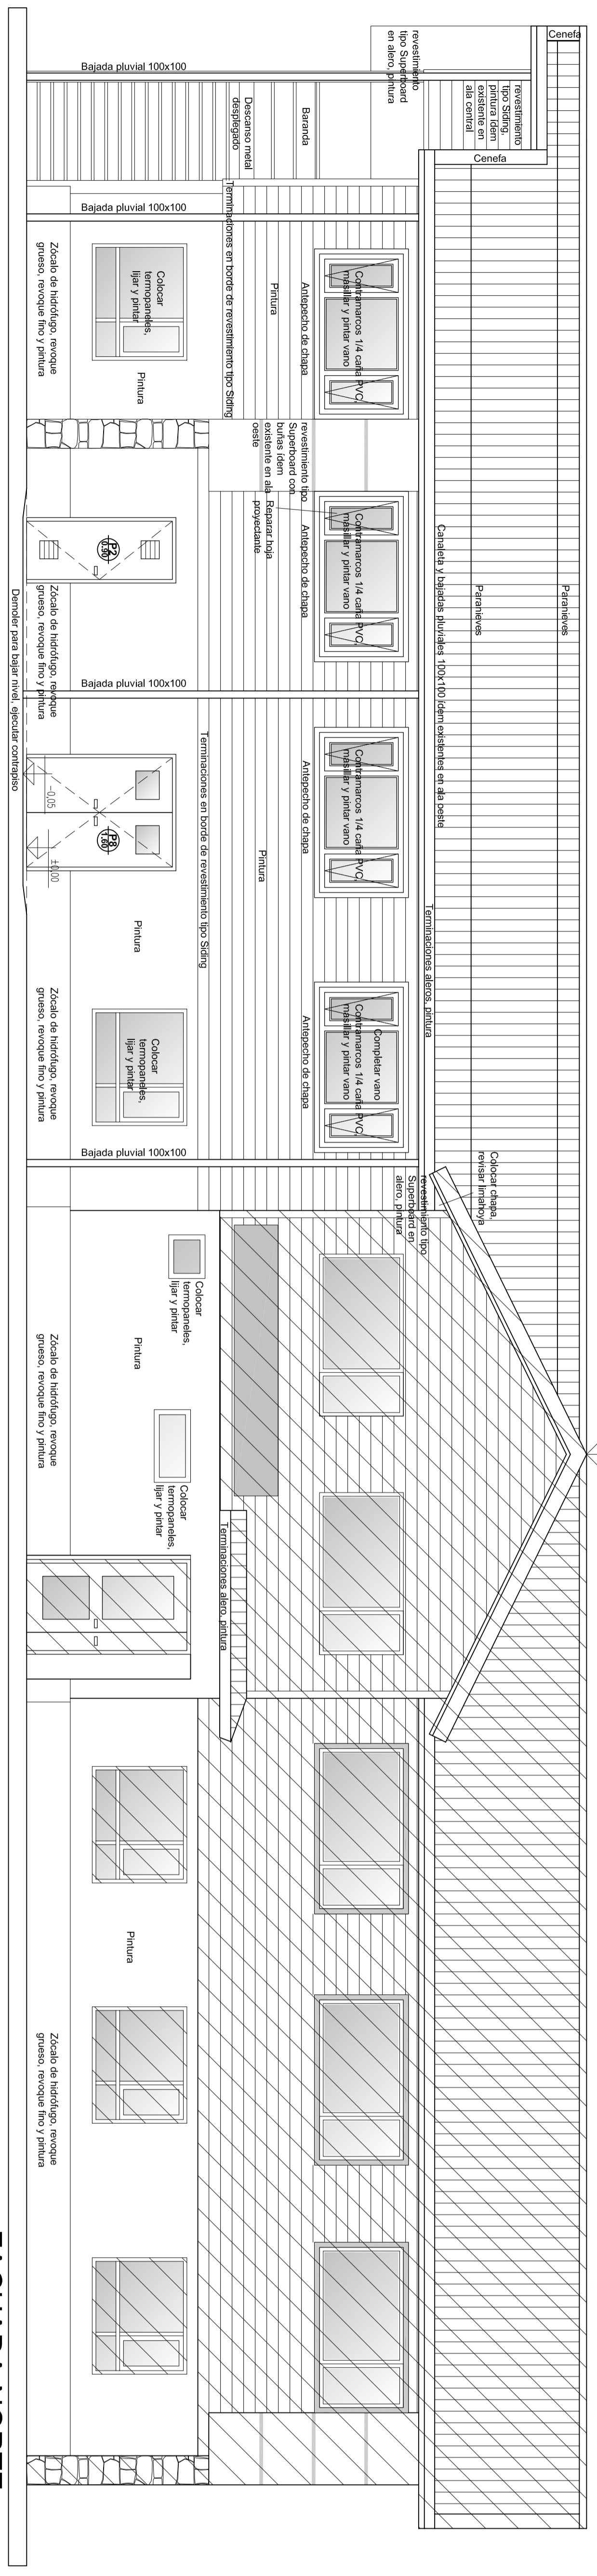 Cenefa
Cenefa
Paranieves
Paranieves
revestimiento
tipo Superboard
en alero, pintura
revestimiento
tipo Siding,
pintura ídem
existente en
ala central
Canaleta y bajadas pluviales 100x100 ídem existentes en ala oeste
Terminaciones aleros, pintura
Colocar chapa,
revisar limahoya
revestimiento tipo
Superboard en
alero, pintura
Bajada pluvial 100x100
Baranda
Descanso metal
desplegado
Bajada pluvial 100x100
Terminaciones en borde de revestimiento tipo Siding
Contramarcos 1/4 caña PVC,
masillar y pintar vano
Antepecho de chapa
Pintura
Colocar
termopaneles,
lijar y pintar
Pintura
Zócalo de hidrófugo, revoque
grueso, revoque fino y pintura
revestimiento tipo
Superboard con
buñas ídem
existente en ala
oeste
Contramarcos 1/4 caña PVC,
masillar y pintar vano
Antepecho de chapa
Reparar hoja
proyectante
P2
0.90
Zócalo de hidrófugo, revoque
grueso, revoque fino y pintura
Demoler para bajar nivel, ejecutar contrapiso
Bajada pluvial 100x100
Contramarcos 1/4 caña PVC,
masillar y pintar vano
Antepecho de chapa
Pintura
Terminaciones en borde de revestimiento tipo Siding
P8
1.60
-0,05
±0,00
Pintura
Completar vano
Contramarcos 1/4 caña PVC,
masillar y pintar vano
Antepecho de chapa
Colocar
termopaneles,
lijar y pintar
Zócalo de hidrófugo, revoque
grueso, revoque fino y pintura
Bajada pluvial 100x100
Colocar
termopaneles,
lijar y pintar
Pintura
Colocar
termopaneles,
lijar y pintar
Zócalo de hidrófugo, revoque
grueso, revoque fino y pintura
Terminaciones alero, pintura
Pintura
Zócalo de hidrófugo, revoque
grueso, revoque fino y pintura